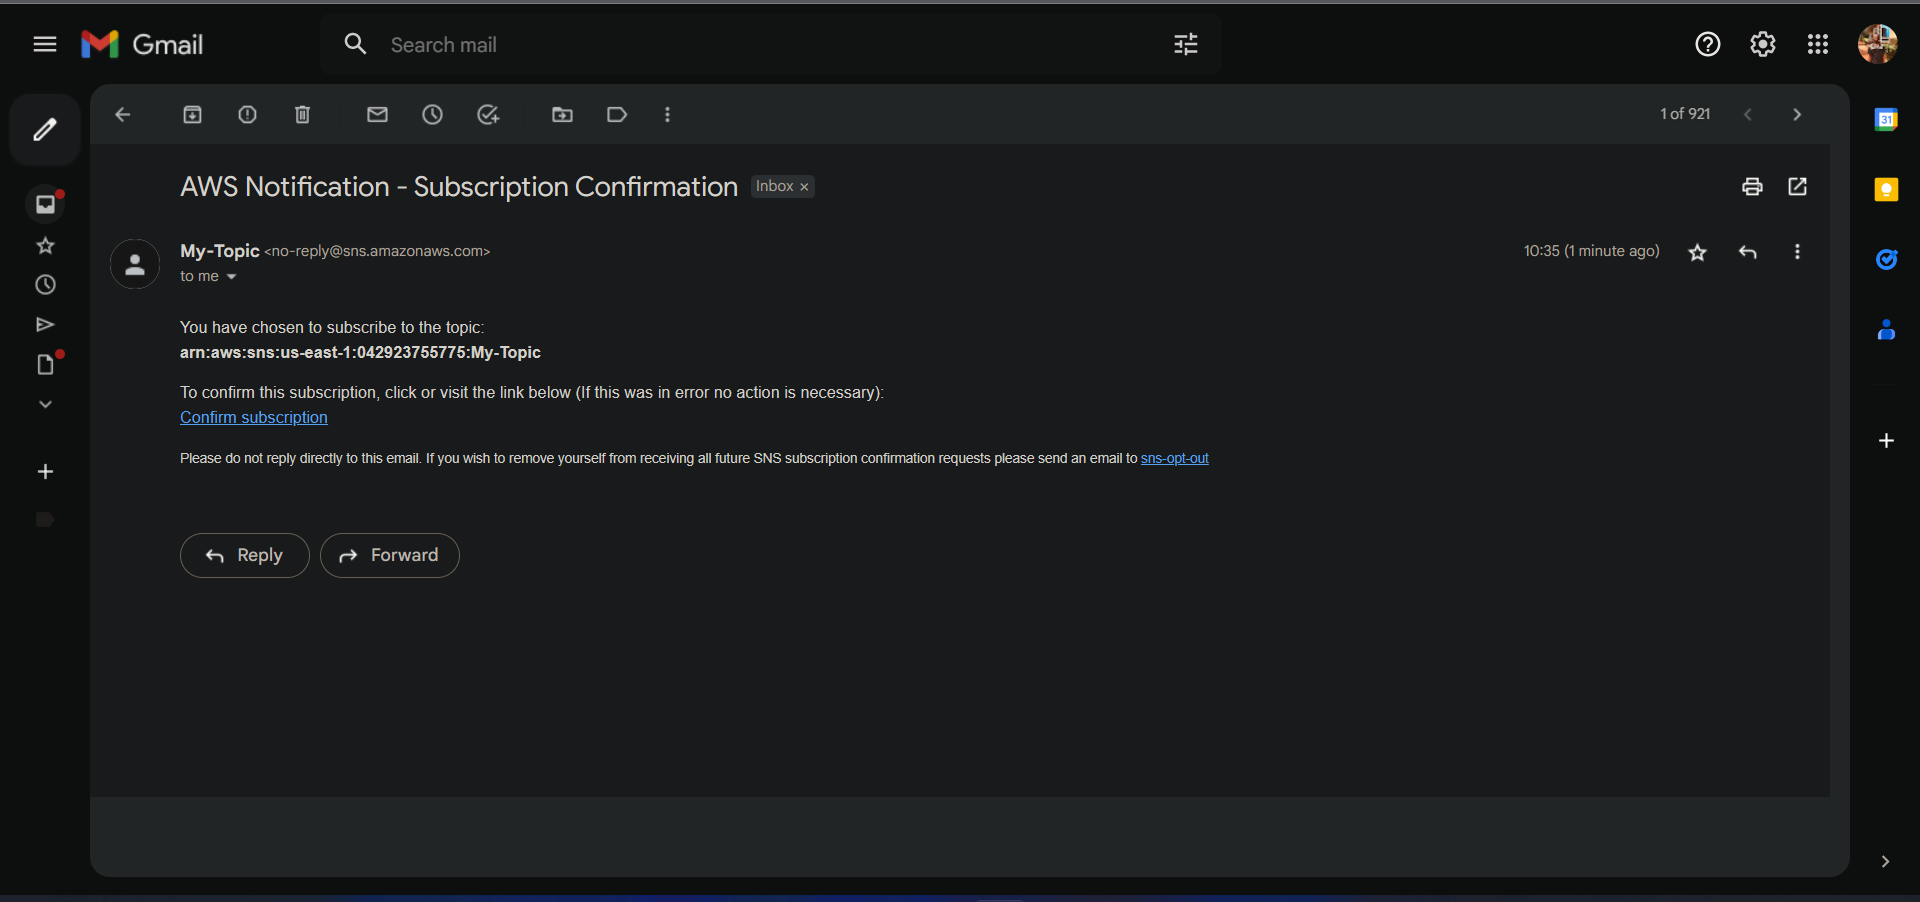 Gmail
Search mail
1 of 921
31
AWS Notification - Subscription Confirmation Inbox ×
My-Topic <no-reply@sns.amazonaws.com> 10:35 (1 minute ago)
to me
You have chosen to subscribe to the topic:
arn:aws:sns:us-east-1:042923755775:My-Topic
To confirm this subscription, click or visit the link below (If this was in error no action is necessary):
Confirm subscription
Please do not reply directly to this email. If you wish to remove yourself from receiving all future SNS subscription confirmation requests please send an email to sns-opt-out
Reply Forward